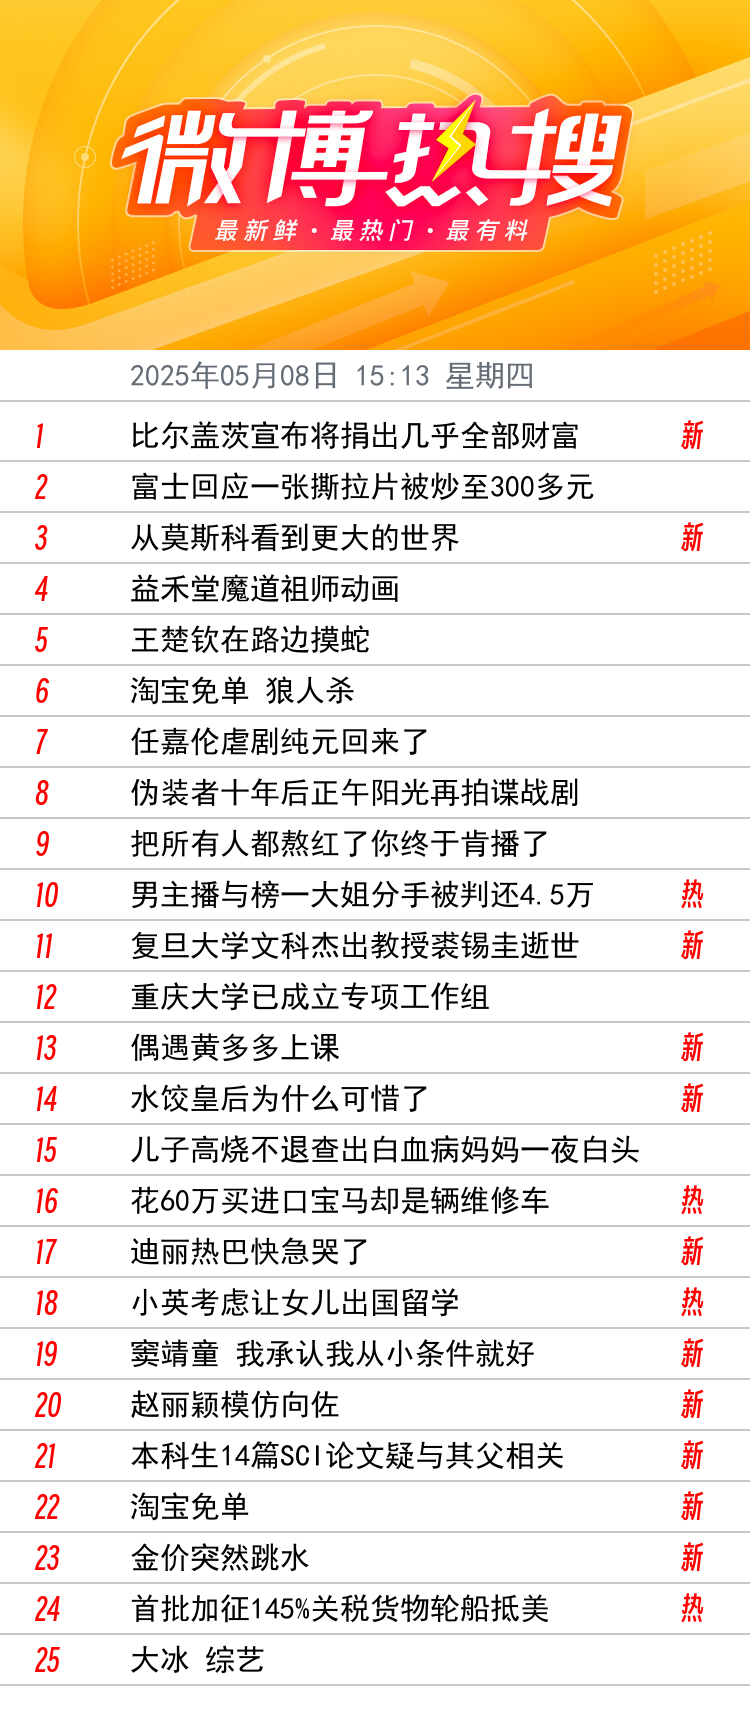 微博热搜
最新鲜·最热门·最有料
2025年05月08日 15:13 星期四
1 比尔盖茨宣布将捐出几乎全部财富 新
2 富士回应一张撕拉片被炒至300多元
3 从莫斯科看到更大的世界 新
4 益禾堂魔道祖师动画
5 王楚钦在路边摸蛇
6 淘宝免单 狼人杀
7 任嘉伦虐剧纯元回来了
8 伪装者十年后正午阳光再拍谍战剧
9 把所有人都熬红了你终于肯播了
10 男主播与榜一大姐分手被判还4.5万 热
11 复旦大学文科杰出教授裘锡圭逝世 新
12 重庆大学已成立专项工作组
13 偶遇黄多多上课 新
14 水饺皇后为什么可惜了 新
15 儿子高烧不退查出白血病妈妈一夜白头
16 花60万买进口宝马却是辆维修车 热
17 迪丽热巴快急哭了 新
18 小英考虑让女儿出国留学 热
19 窦靖童 我承认我从小条件就好 新
20 赵丽颖模仿向佐 新
21 本科生14篇SCI论文疑与其父相关 新
22 淘宝免单 新
23 金价突然跳水 新
24 首批加征145%关税货物轮船抵美 热
25 大冰 综艺